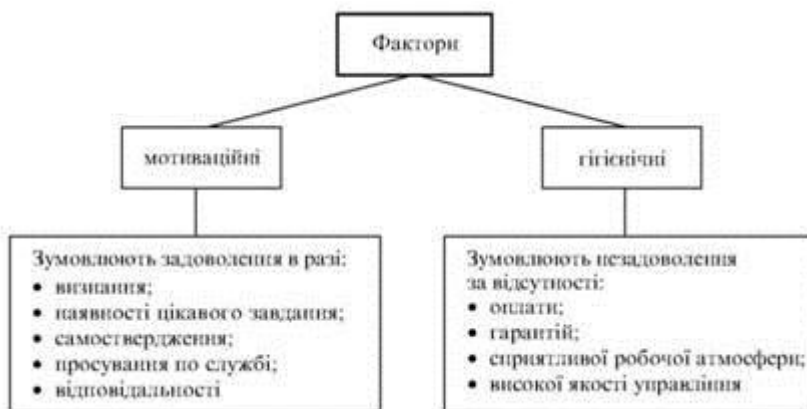 Фактори
мотиваційні
гігієнічні
Зумовлюють задоволення в разі:
• визнання;
• наявності цікавого завдання;
• самоствердження;
• просування по службі;
• відповідальності
Зумовлюють незадоволення
за відсутності:
• оплати;
• гарантій;
• сприятливої робочої атмосфери;
• високої якості управління